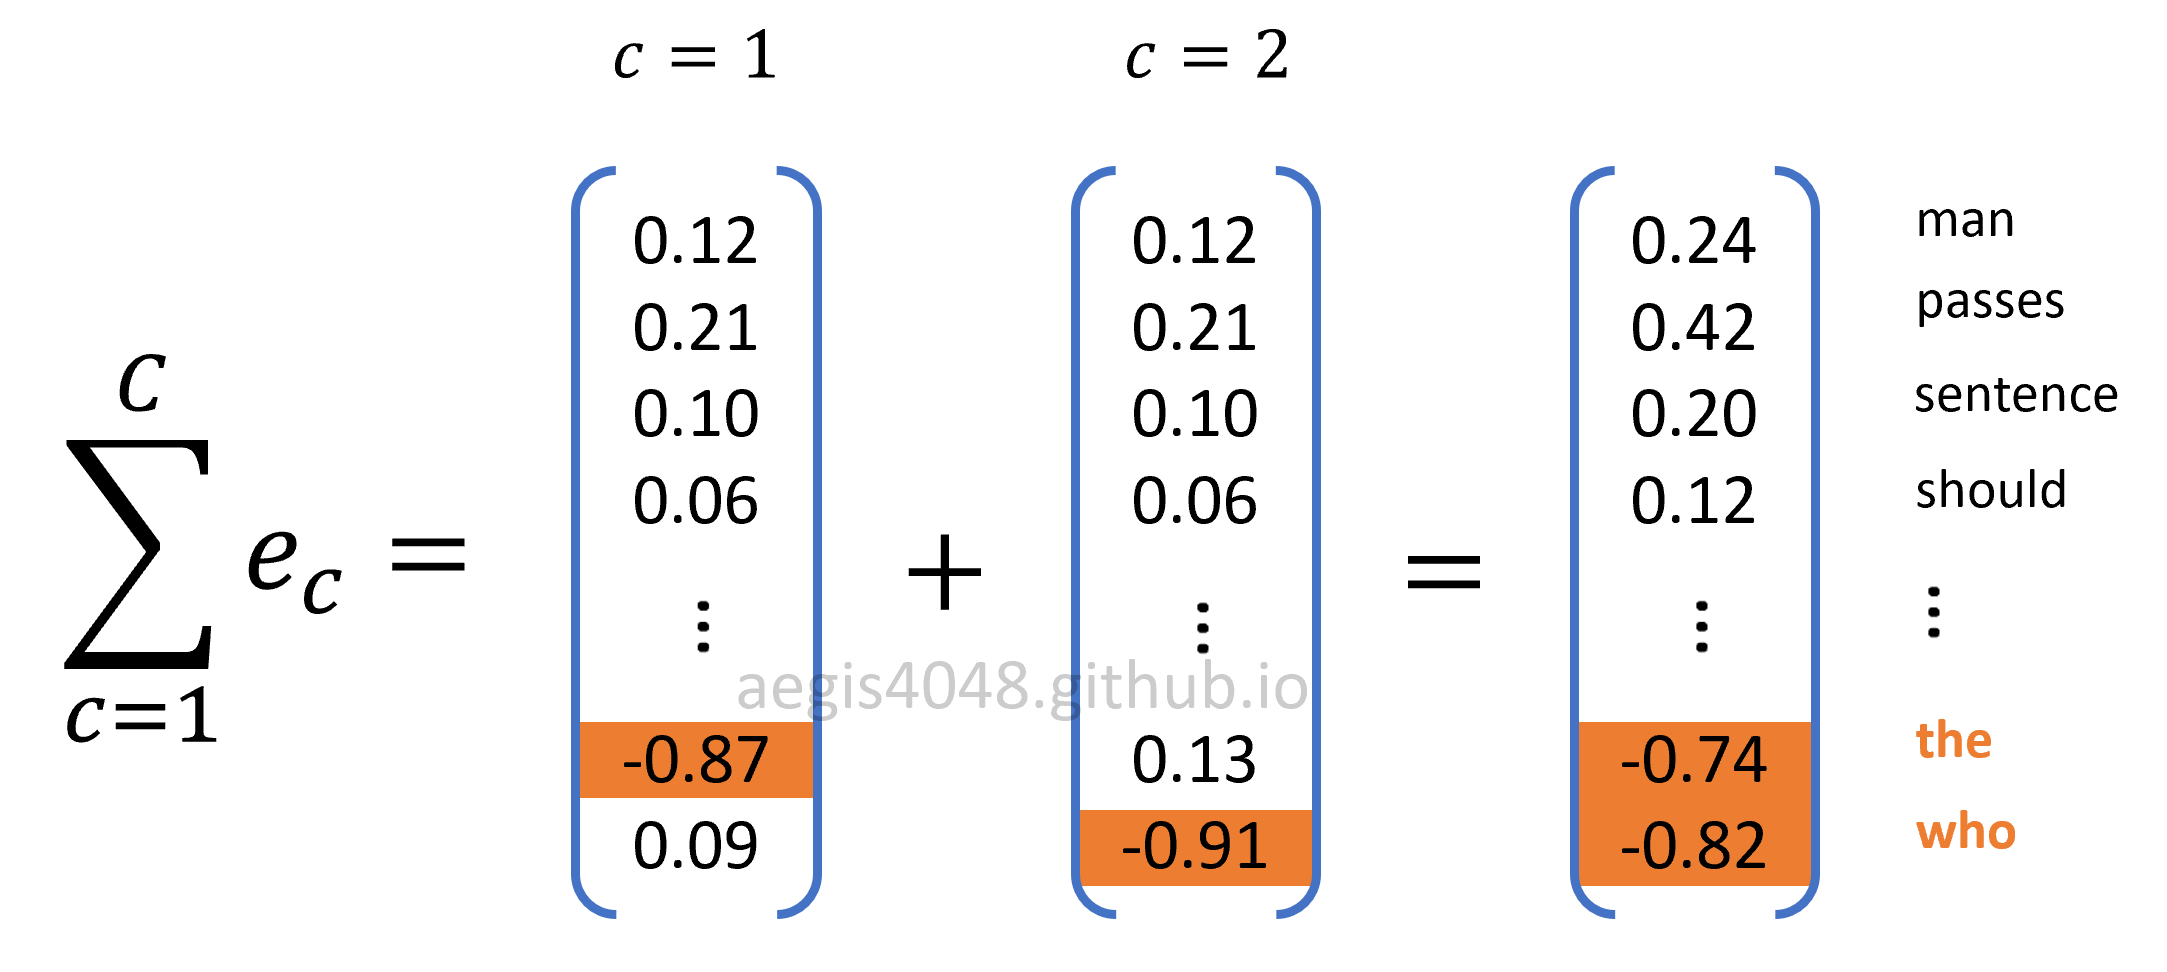 c = 1 c = 2
0.12 0.12 0.24 man
0.21 0.21 0.42 passes
0.10 0.10 0.20 sentence
0.06 0.06 0.12 should
C
∑ e_c = + =
c=1
⋮ ⋮ ⋮ ⋮
aegis4048.github.io
-0.87 0.13 -0.74 the
0.09 -0.91 -0.82 who